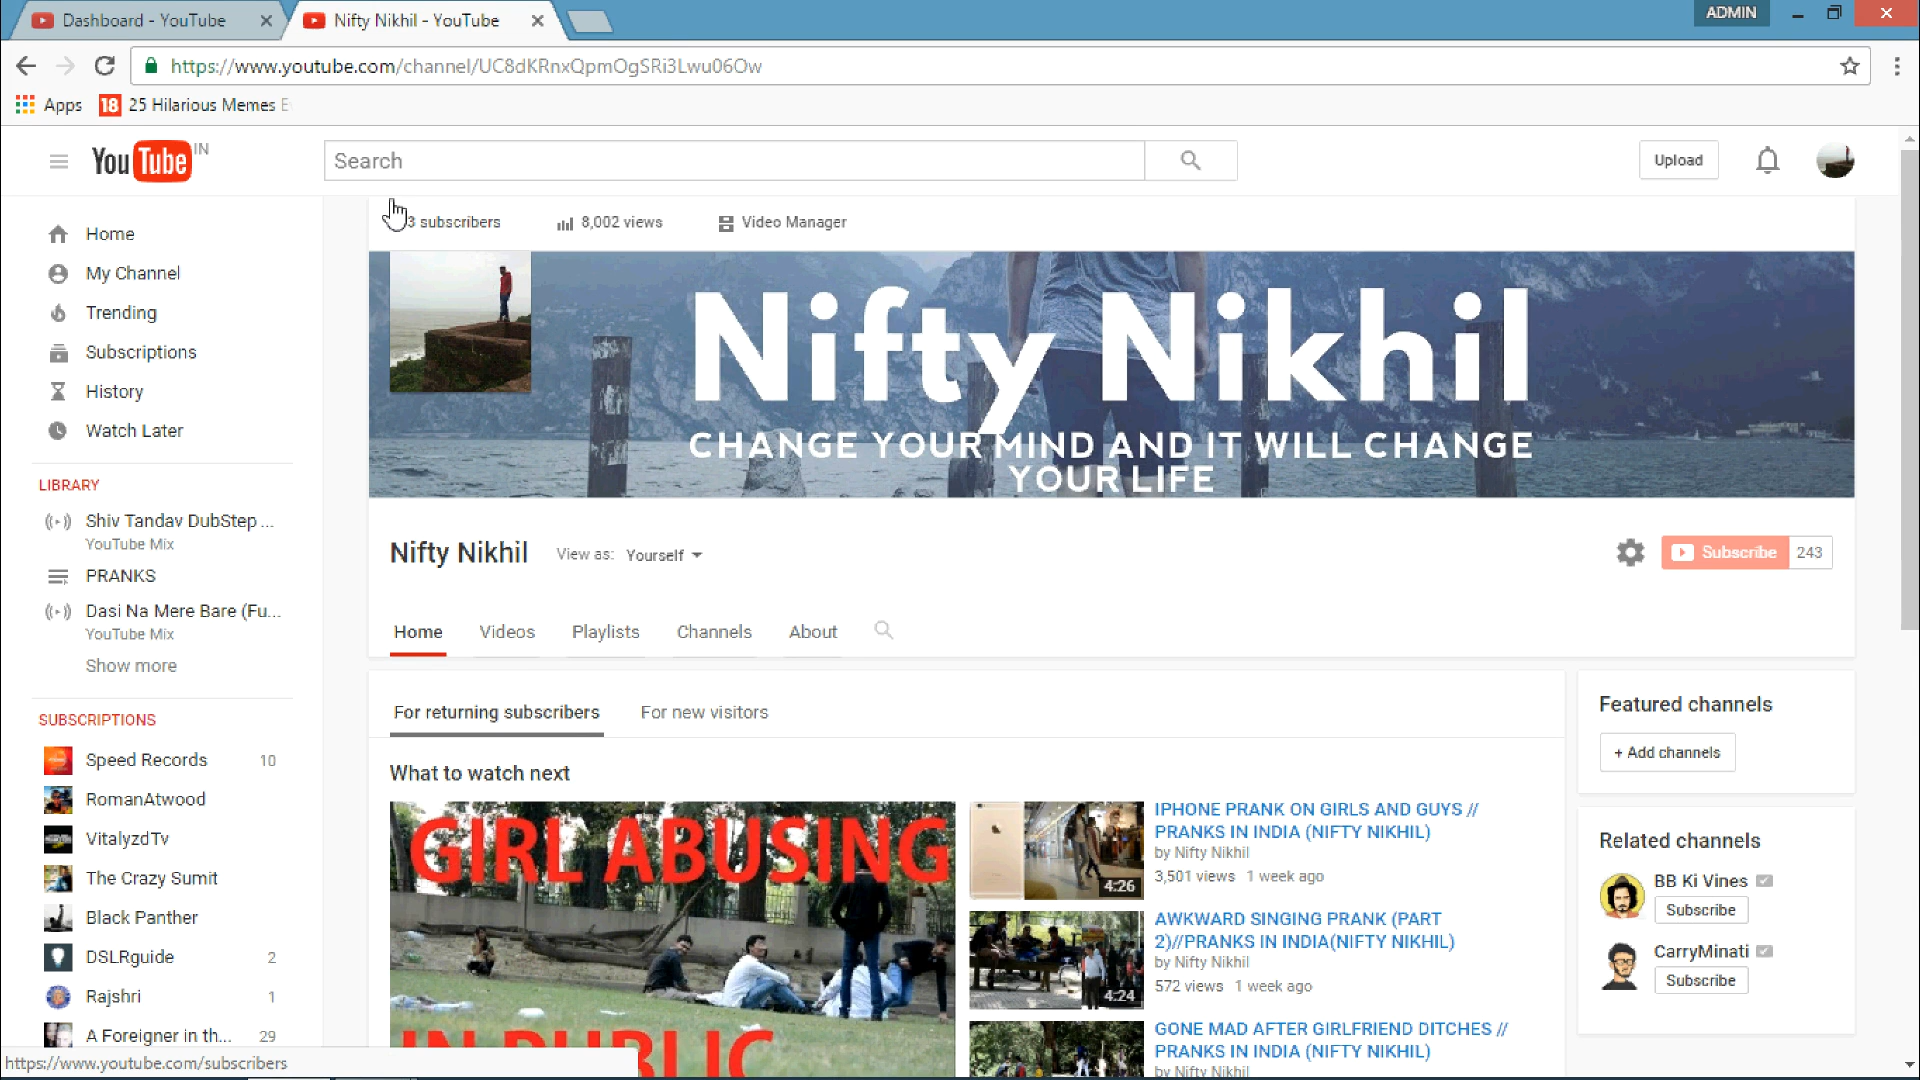 Dashboard - YouTube
Nifty Nikhil - YouTube
ADMIN
https://www.youtube.com/channel/UC8dKRnxQpmOgSRi3Lwu06Ow
Apps
18
25 Hilarious Memes E
YouTube IN
Search
Upload
3 subscribers
8,002 views
Video Manager
Home
My Channel
Trending
Subscriptions
History
Watch Later
LIBRARY
Shiv Tandav DubStep ...
YouTube Mix
PRANKS
Dasi Na Mere Bare (Fu...
YouTube Mix
Show more
SUBSCRIPTIONS
Speed Records 10
RomanAtwood
VitalyzdTv
The Crazy Sumit
Black Panther
DSLRguide 2
Rajshri 1
A Foreigner in th... 29
https://www.youtube.com/subscribers
Nifty Nikhil
CHANGE YOUR MIND AND IT WILL CHANGE
YOUR LIFE
Nifty Nikhil
View as: Yourself
Subscribe 243
Home
Videos
Playlists
Channels
About
For returning subscribers
For new visitors
What to watch next
GIRL ABUSING
IN PUBLIC
4:26
IPHONE PRANK ON GIRLS AND GUYS //
PRANKS IN INDIA (NIFTY NIKHIL)
by Nifty Nikhil
3,501 views 1 week ago
4:24
AWKWARD SINGING PRANK (PART
2)//PRANKS IN INDIA(NIFTY NIKHIL)
by Nifty Nikhil
572 views 1 week ago
GONE MAD AFTER GIRLFRIEND DITCHES //
PRANKS IN INDIA (NIFTY NIKHIL)
by Nifty Nikhil
Featured channels
+ Add channels
Related channels
BB Ki Vines
Subscribe
CarryMinati
Subscribe